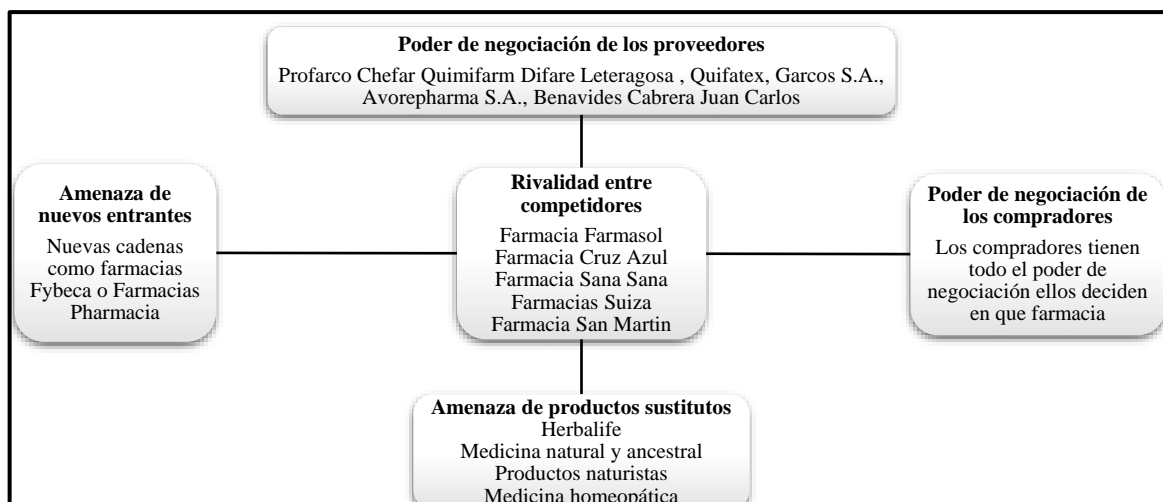 Poder de negociación de los proveedores
Profarco Chefar Quimifarm Difare Leteragosa , Quifatex, Garcos S.A.,
Avorepharma S.A., Benavides Cabrera Juan Carlos
Amenaza de
nuevos entrantes
Nuevas cadenas
como farmacias
Fybeca o Farmacias
Pharmacia
Rivalidad entre
competidores
Farmacia Farmasol
Farmacia Cruz Azul
Farmacia Sana Sana
Farmacias Suiza
Farmacia San Martin
Poder de negociación de
los compradores
Los compradores tienen
todo el poder de
negociación ellos deciden
en que farmacia
Amenaza de productos sustitutos
Herbalife
Medicina natural y ancestral
Productos naturistas
Medicina homeopática